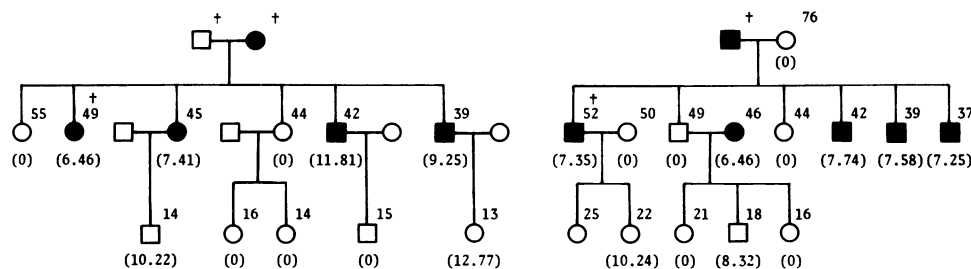 † † † 76
(0)
55 † 49 45 44 42 39 † 52 50 49 46 44 42 39 37
(0) (6.46) (7.41) (0) (11.81) (9.25) (7.35) (0) (0) (6.46) (0) (7.74) (7.58) (7.25)
14 16 14 15 13 25 22 21 18 16
(10.22) (0) (0) (0) (12.77) (10.24) (0) (8.32) (0)